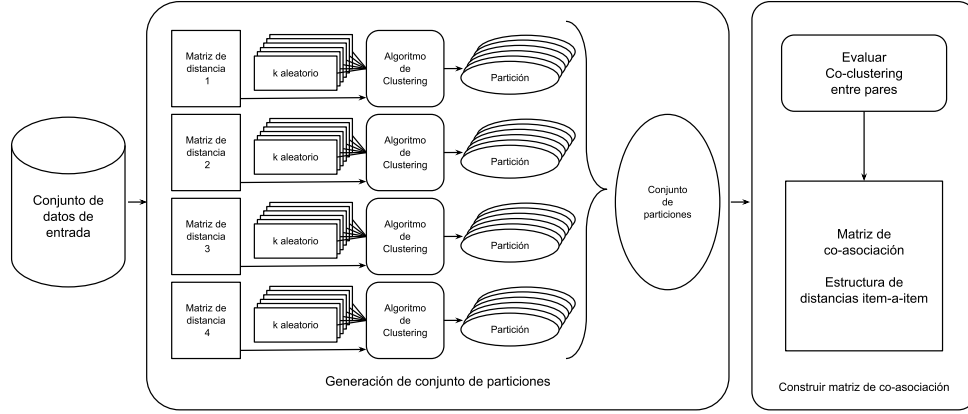 Conjunto de
datos de
entrada
Matriz de
distancia
1
k aleatorio
Algoritmo
de
Clustering
Partición
Matriz de
distancia
2
k aleatorio
Algoritmo
de
Clustering
Partición
Matriz de
distancia
3
k aleatorio
Algoritmo
de
Clustering
Partición
Matriz de
distancia
4
k aleatorio
Algoritmo
de
Clustering
Partición
Conjunto
de
particiones
Generación de conjunto de particiones
Evaluar
Co-clustering
entre pares
Matriz de
co-asociación
Estructura de
distancias item-a-item
Construir matriz de co-asociación